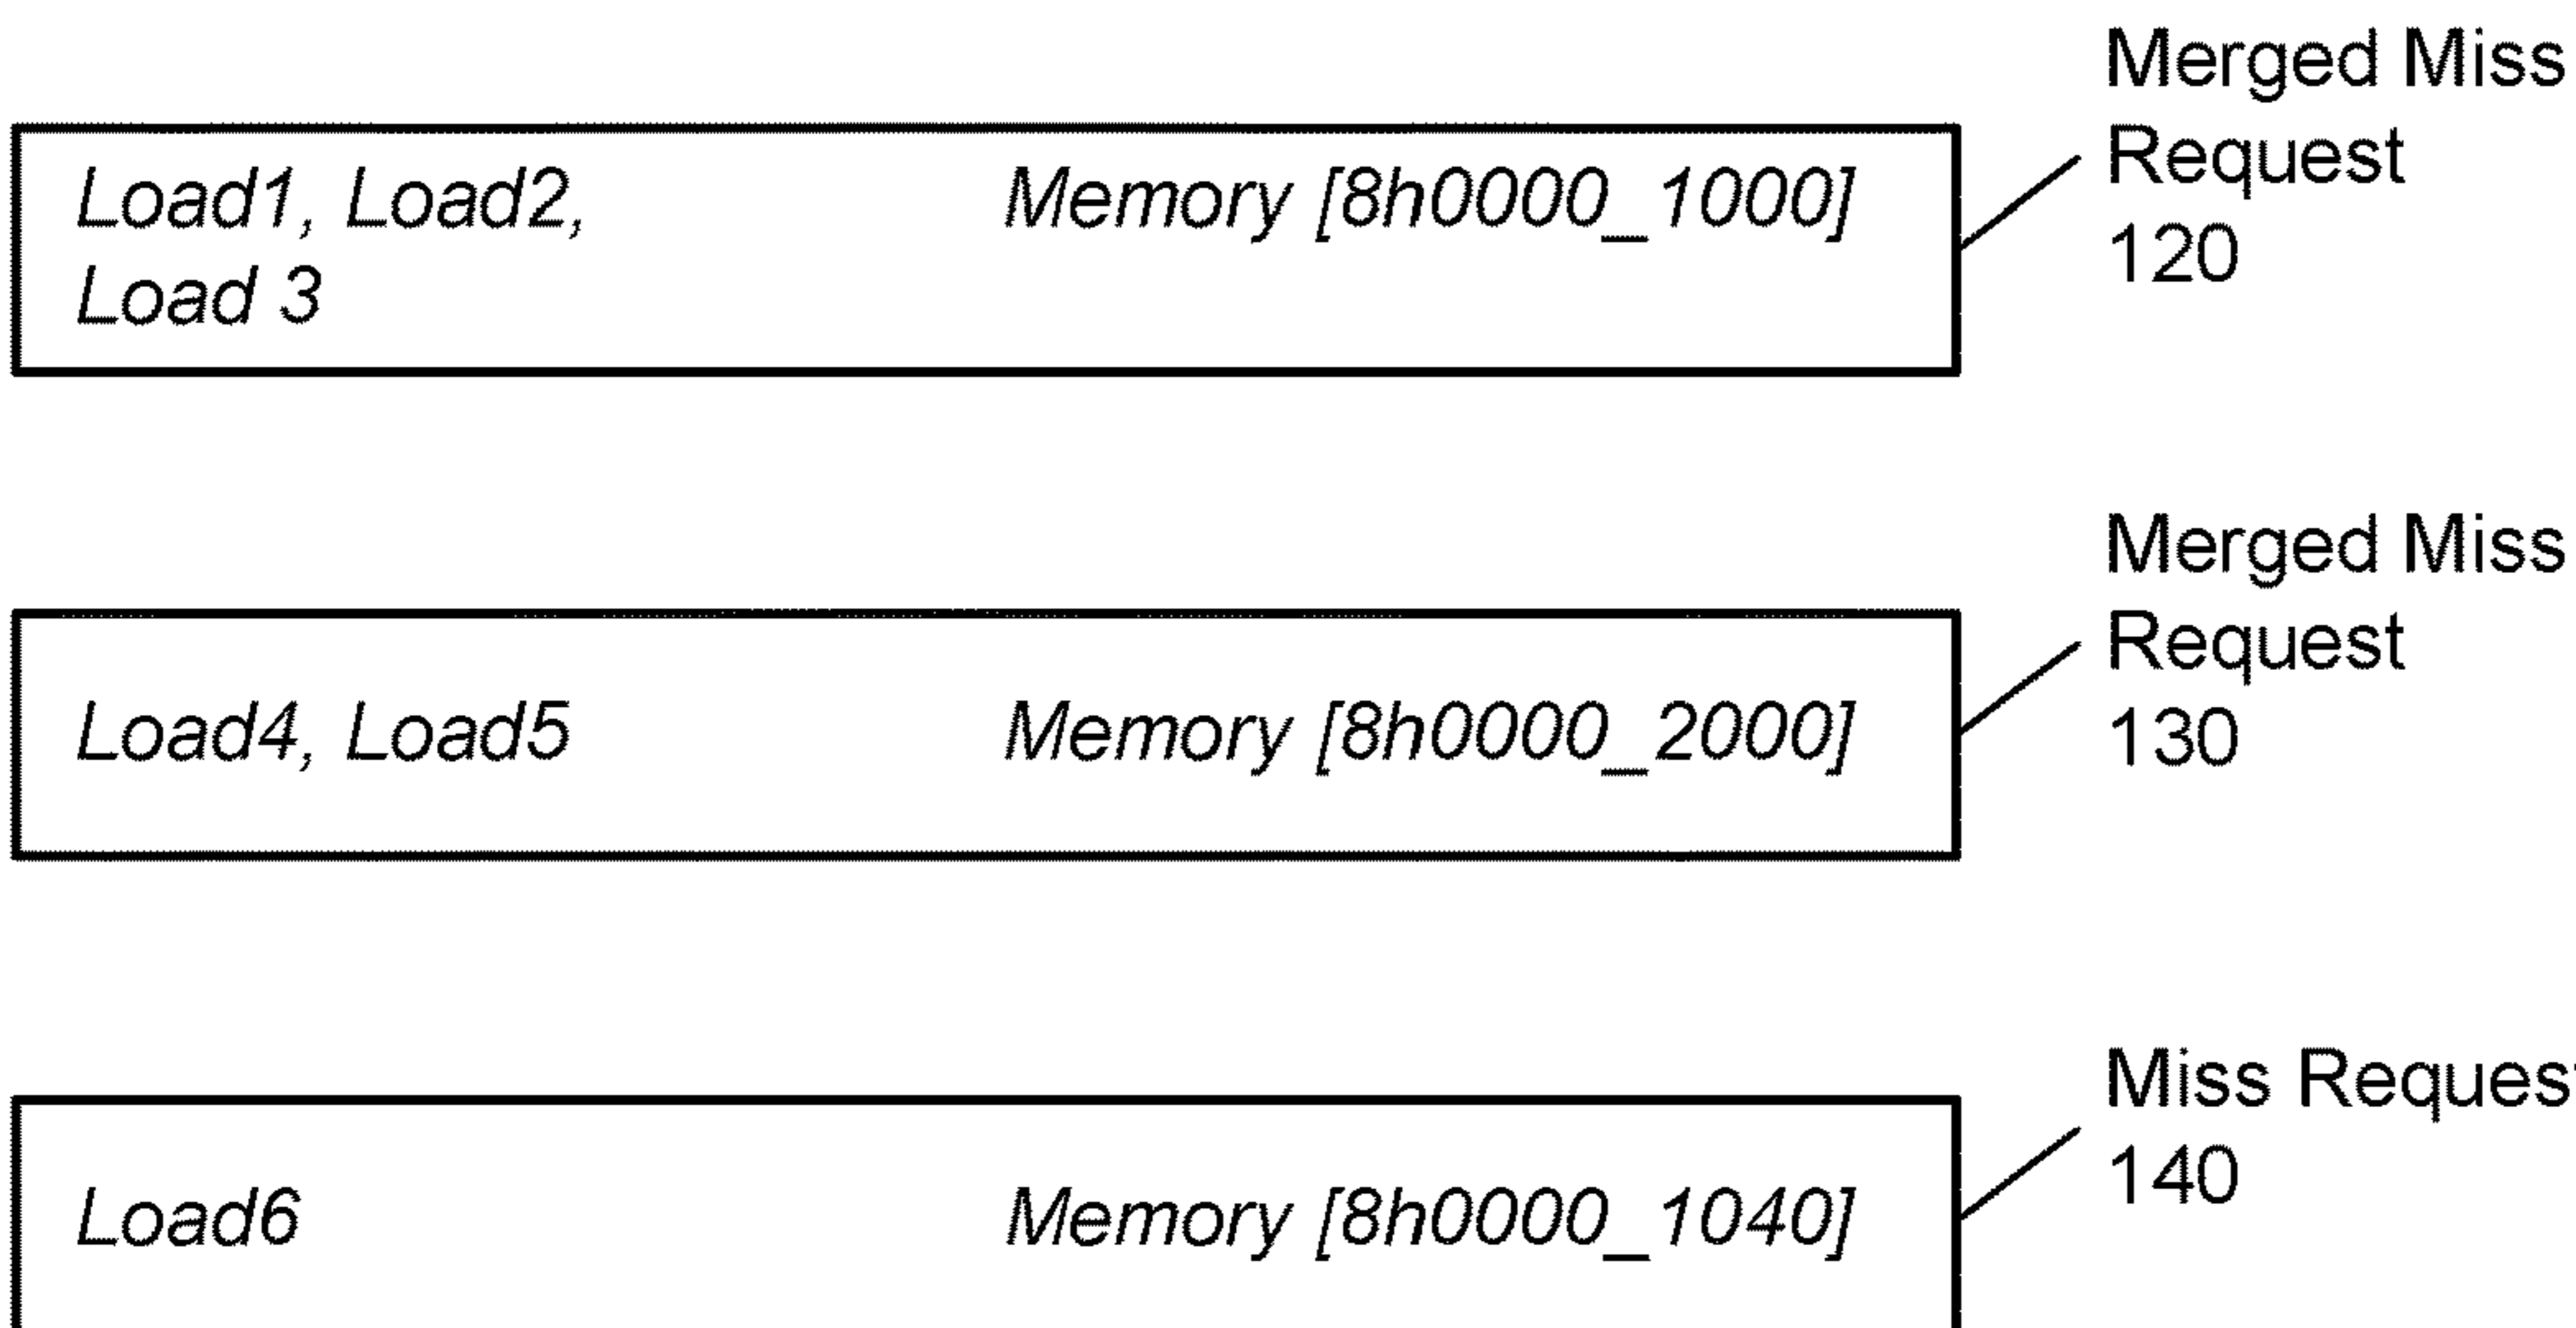 Merged Miss
Request
120
Load1, Load2, Memory [8h0000_1000]
Load 3
Merged Miss
Request
130
Load4, Load5 Memory [8h0000_2000]
Miss Reques
140
Load6 Memory [8h0000_1040]